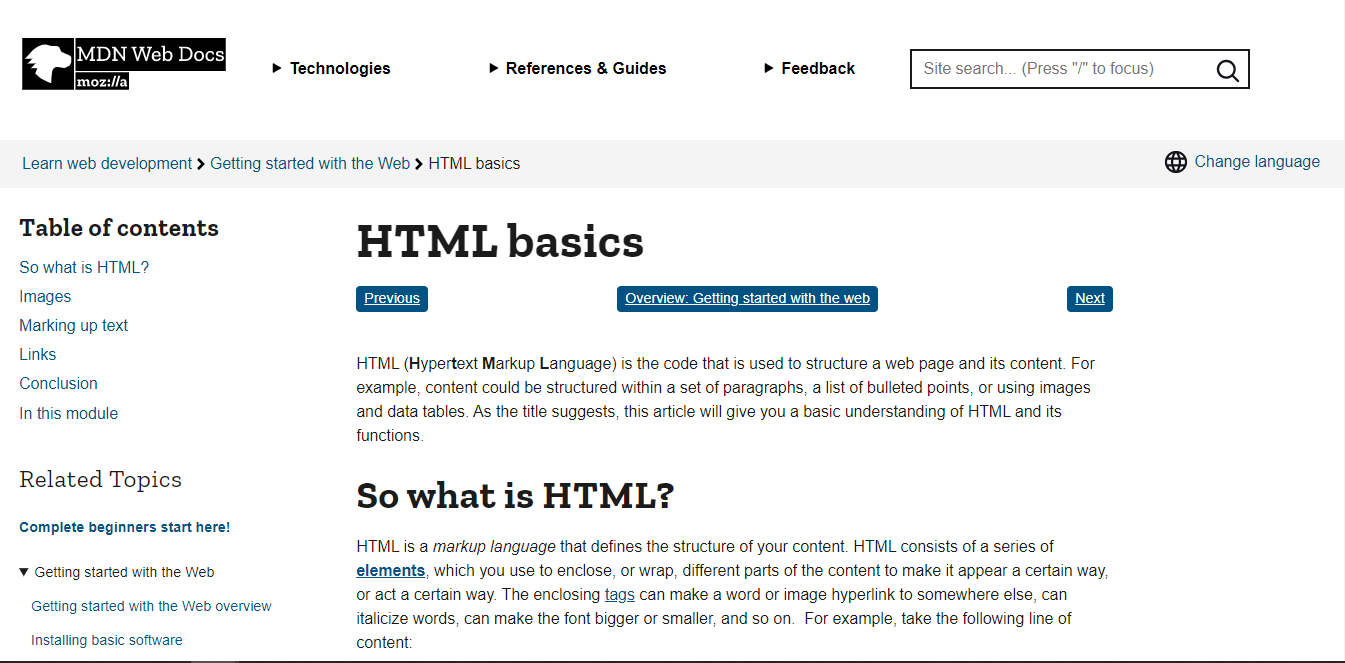 MDN Web Docs
moz://a
Technologies
References & Guides
Feedback
Site search... (Press "/" to focus)
Learn web development
Getting started with the Web
HTML basics
Change language
Table of contents
So what is HTML?
Images
Marking up text
Links
Conclusion
In this module
Related Topics
Complete beginners start here!
Getting started with the Web
Getting started with the Web overview
Installing basic software
HTML basics
Previous
Overview: Getting started with the web
Next
HTML (Hypertext Markup Language) is the code that is used to structure a web page and its content. For
example, content could be structured within a set of paragraphs, a list of bulleted points, or using images
and data tables. As the title suggests, this article will give you a basic understanding of HTML and its
functions.
So what is HTML?
HTML is a markup language that defines the structure of your content. HTML consists of a series of
elements, which you use to enclose, or wrap, different parts of the content to make it appear a certain way,
or act a certain way. The enclosing tags can make a word or image hyperlink to somewhere else, can
italicize words, can make the font bigger or smaller, and so on.  For example, take the following line of
content: